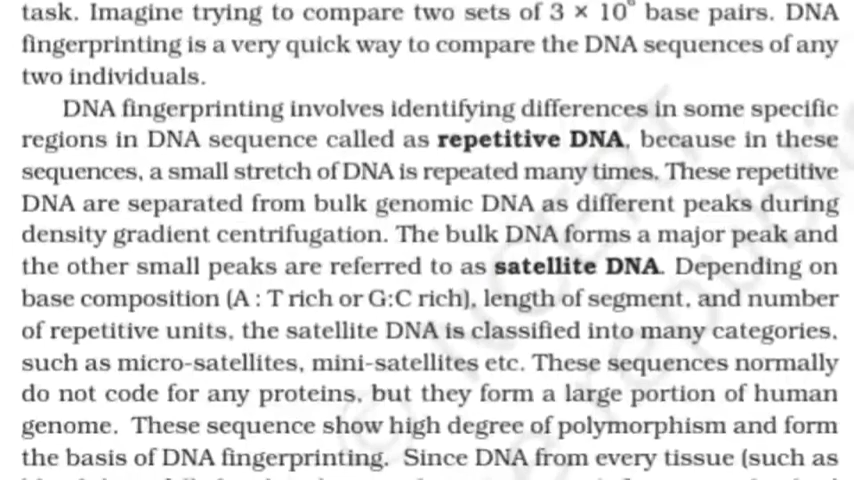 task. Imagine trying to compare two sets of 3 × 10⁶ base pairs. DNA
fingerprinting is a very quick way to compare the DNA sequences of any
two individuals.
DNA fingerprinting involves identifying differences in some specific
regions in DNA sequence called as repetitive DNA, because in these
sequences, a small stretch of DNA is repeated many times. These repetitive
DNA are separated from bulk genomic DNA as different peaks during
density gradient centrifugation. The bulk DNA forms a major peak and
the other small peaks are referred to as satellite DNA. Depending on
base composition (A : T rich or G:C rich), length of segment, and number
of repetitive units, the satellite DNA is classified into many categories,
such as micro-satellites, mini-satellites etc. These sequences normally
do not code for any proteins, but they form a large portion of human
genome. These sequence show high degree of polymorphism and form
the basis of DNA fingerprinting. Since DNA from every tissue (such as
© NCERT
republis